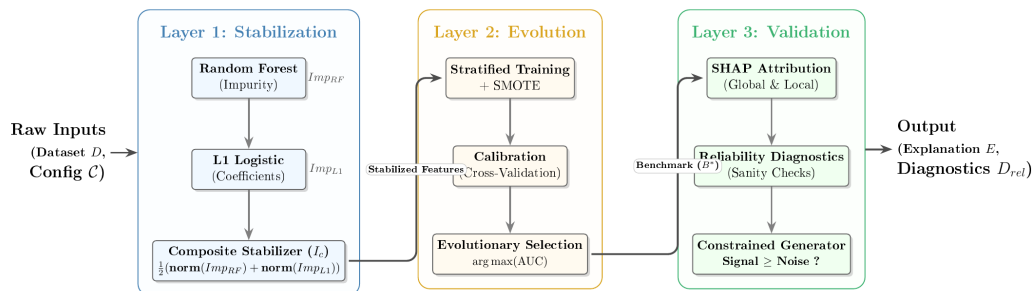 Raw Inputs
(Dataset D,
Config C)
Layer 1: Stabilization
Random Forest
(Impurity)
Imp_RF
L1 Logistic
(Coefficients)
Imp_L1
Composite Stabilizer (I_c)
½(norm(Imp_RF) + norm(Imp_L1))
Stabilized Features
Layer 2: Evolution
Stratified Training
+ SMOTE
Calibration
(Cross-Validation)
Evolutionary Selection
arg max(AUC)
Benchmark (B*)
Layer 3: Validation
SHAP Attribution
(Global & Local)
Reliability Diagnostics
(Sanity Checks)
Constrained Generator
Signal ≥ Noise ?
Output
(Explanation E,
Diagnostics D_rel)